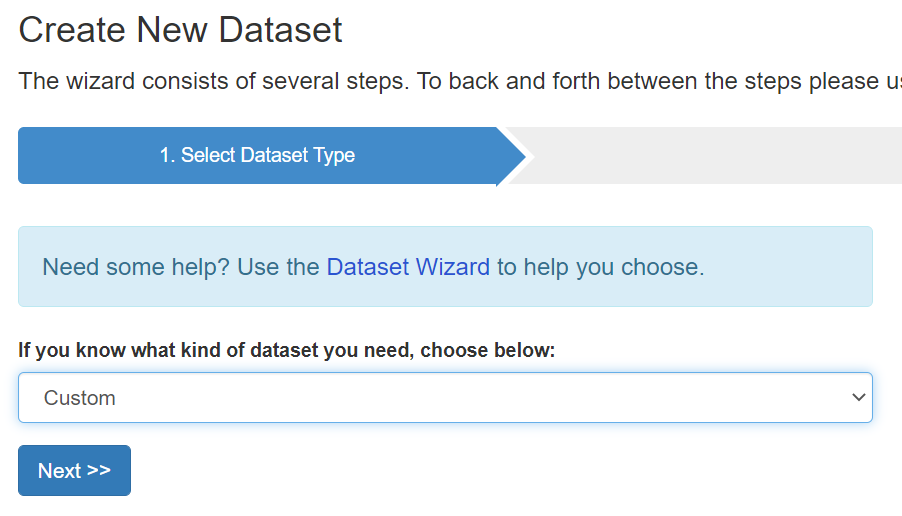 Create New Dataset
The wizard consists of several steps. To back and forth between the steps please
1. Select Dataset Type
Need some help? Use the Dataset Wizard to help you choose.
If you know what kind of dataset you need, choose below:
Custom
Next >>